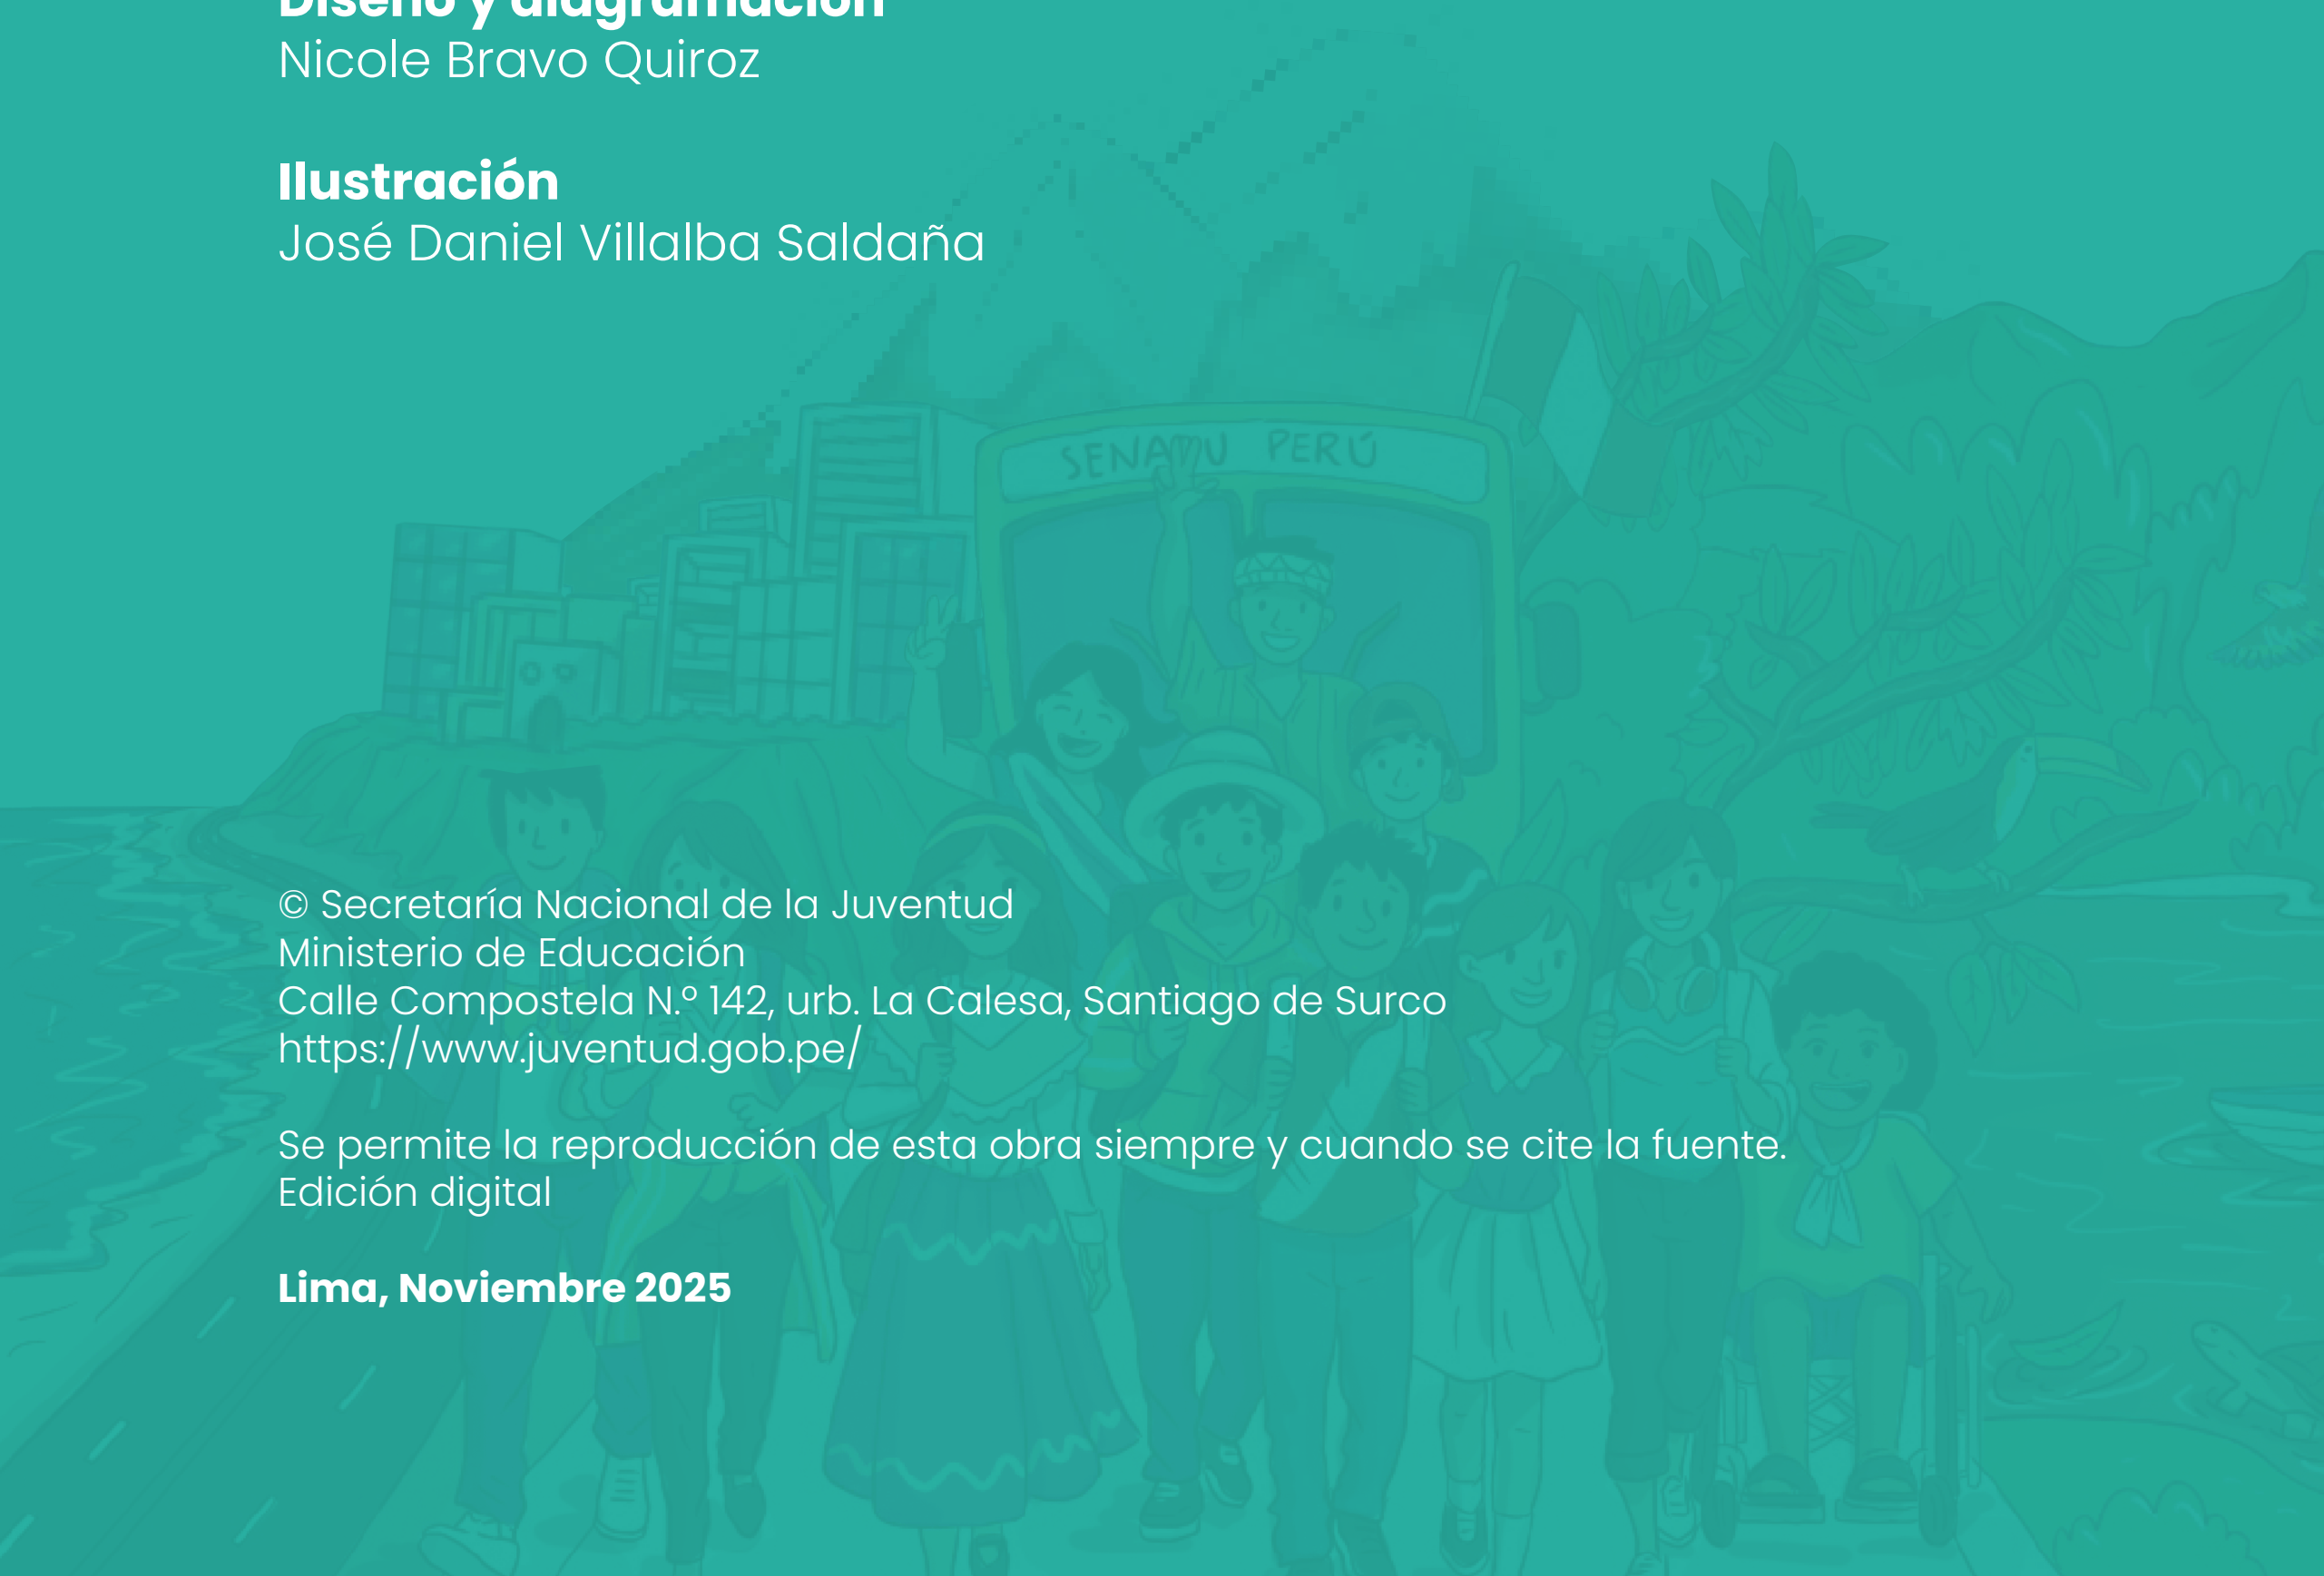 Diseño y diagramación
Nicole Bravo Quiroz
Ilustración
José Daniel Villalba Saldaña
SENAJU PERÚ
© Secretaría Nacional de la Juventud
Ministerio de Educación
Calle Compostela N.º 142, urb. La Calesa, Santiago de Surco
https://www.juventud.gob.pe/
Se permite la reproducción de esta obra siempre y cuando se cite la fuente.
Edición digital
Lima, Noviembre 2025